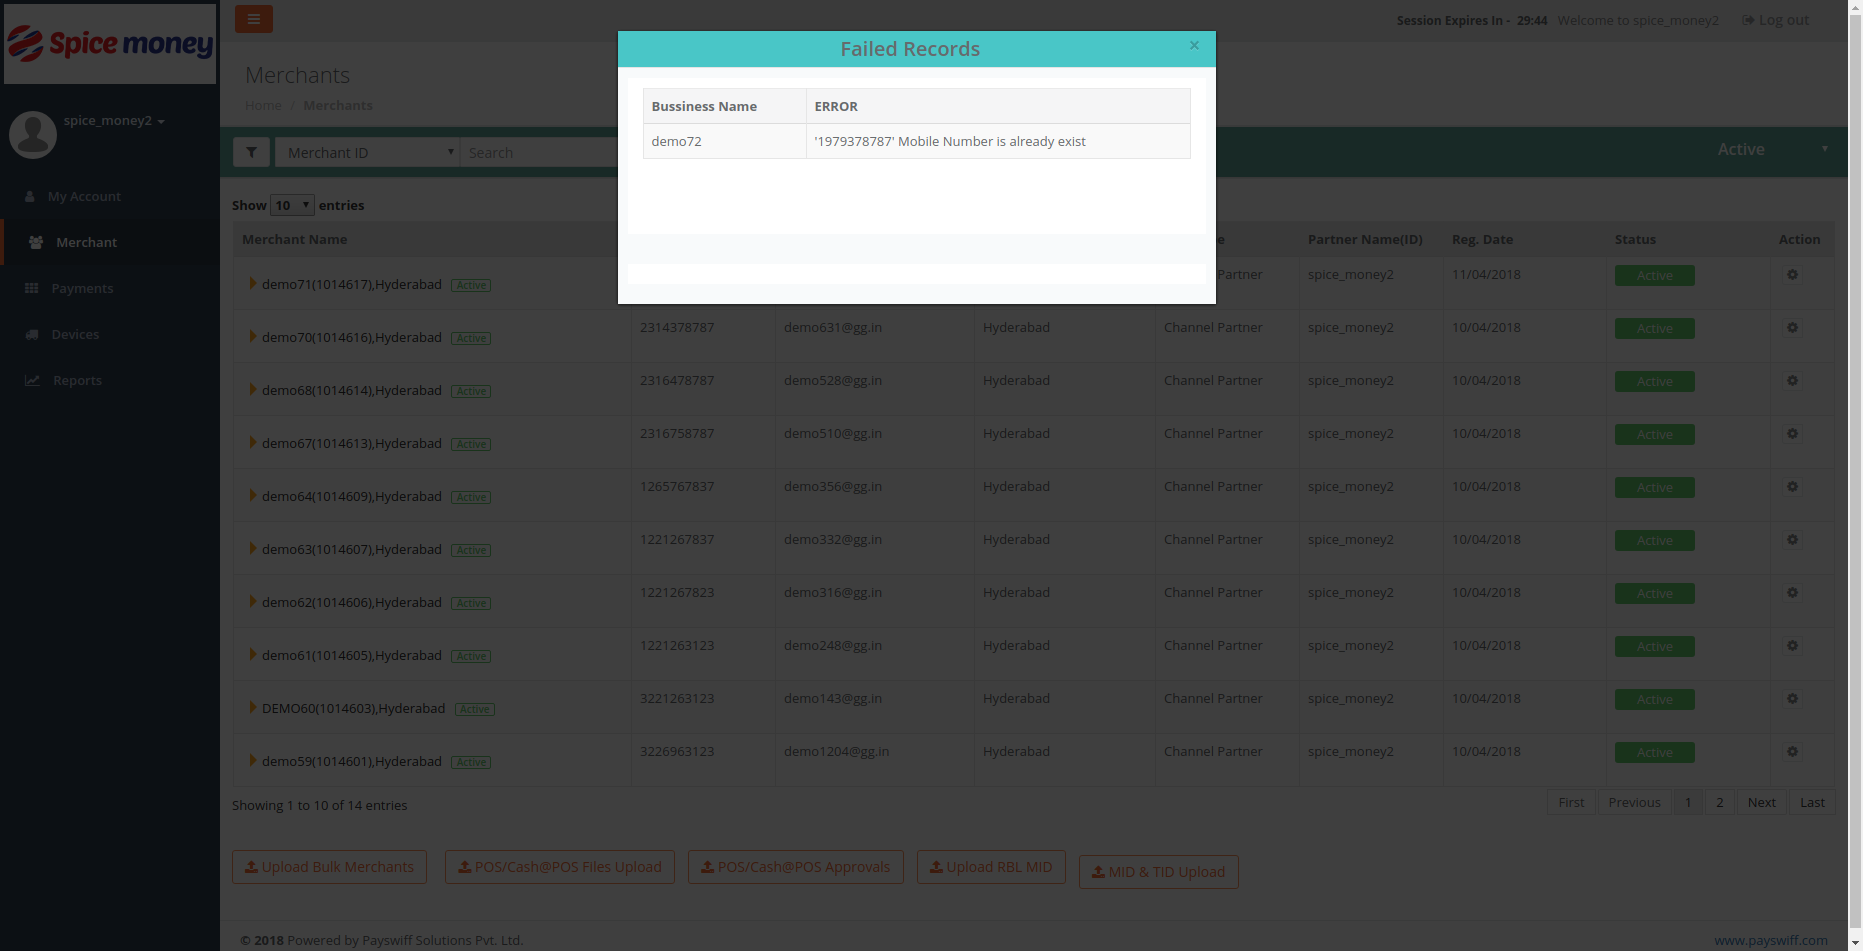 Spice money
Session Expires In - 29:44 Welcome to spice_money2 Log out
Failed Records
×
Merchants
Home / Merchants
spice_money2
Bussiness Name ERROR
demo72 '1979378787' Mobile Number is already exist
Merchant ID Search Active
My Account
Merchant
Payments
Devices
Reports
Show 10 entries
Merchant Name e Partner Name(ID) Reg. Date Status Action
demo71(1014617),Hyderabad Active Partner spice_money2 11/04/2018 Active
demo70(1014616),Hyderabad Active 2314378787 demo631@gg.in Hyderabad Channel Partner spice_money2 10/04/2018 Active
demo68(1014614),Hyderabad Active 2316478787 demo528@gg.in Hyderabad Channel Partner spice_money2 10/04/2018 Active
demo67(1014613),Hyderabad Active 2316758787 demo510@gg.in Hyderabad Channel Partner spice_money2 10/04/2018 Active
demo64(1014609),Hyderabad Active 1265767837 demo356@gg.in Hyderabad Channel Partner spice_money2 10/04/2018 Active
demo63(1014607),Hyderabad Active 1221267837 demo332@gg.in Hyderabad Channel Partner spice_money2 10/04/2018 Active
demo62(1014606),Hyderabad Active 1221267823 demo316@gg.in Hyderabad Channel Partner spice_money2 10/04/2018 Active
demo61(1014605),Hyderabad Active 1221263123 demo248@gg.in Hyderabad Channel Partner spice_money2 10/04/2018 Active
DEMO60(1014603),Hyderabad Active 3221263123 demo143@gg.in Hyderabad Channel Partner spice_money2 10/04/2018 Active
demo59(1014601),Hyderabad Active 3226963123 demo1204@gg.in Hyderabad Channel Partner spice_money2 10/04/2018 Active
Showing 1 to 10 of 14 entries First Previous 1 2 Next Last
Upload Bulk Merchants POS/Cash@POS Files Upload POS/Cash@POS Approvals Upload RBL MID MID & TID Upload
© 2018 Powered by Payswiff Solutions Pvt. Ltd. www.payswiff.com